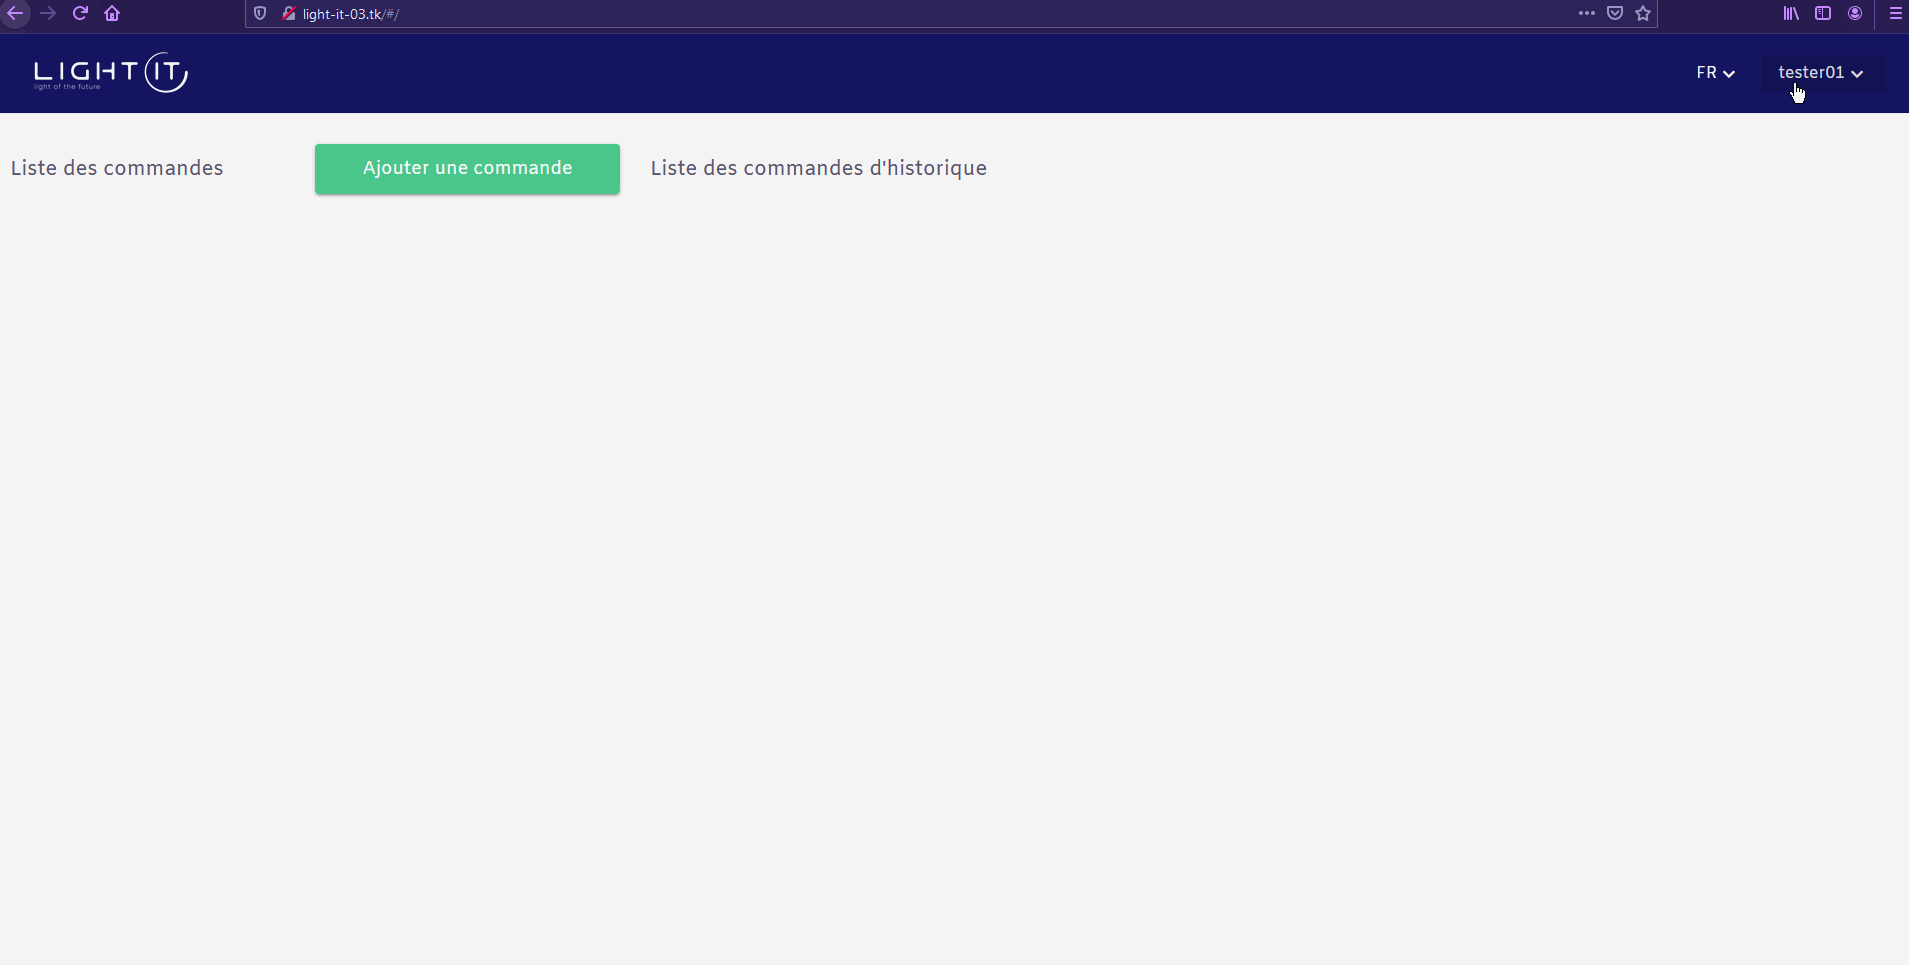 light-it-03.tk/#/
LIGHT IT
light of the future
FR
tester01
Liste des commandes
Ajouter une commande
Liste des commandes d'historique